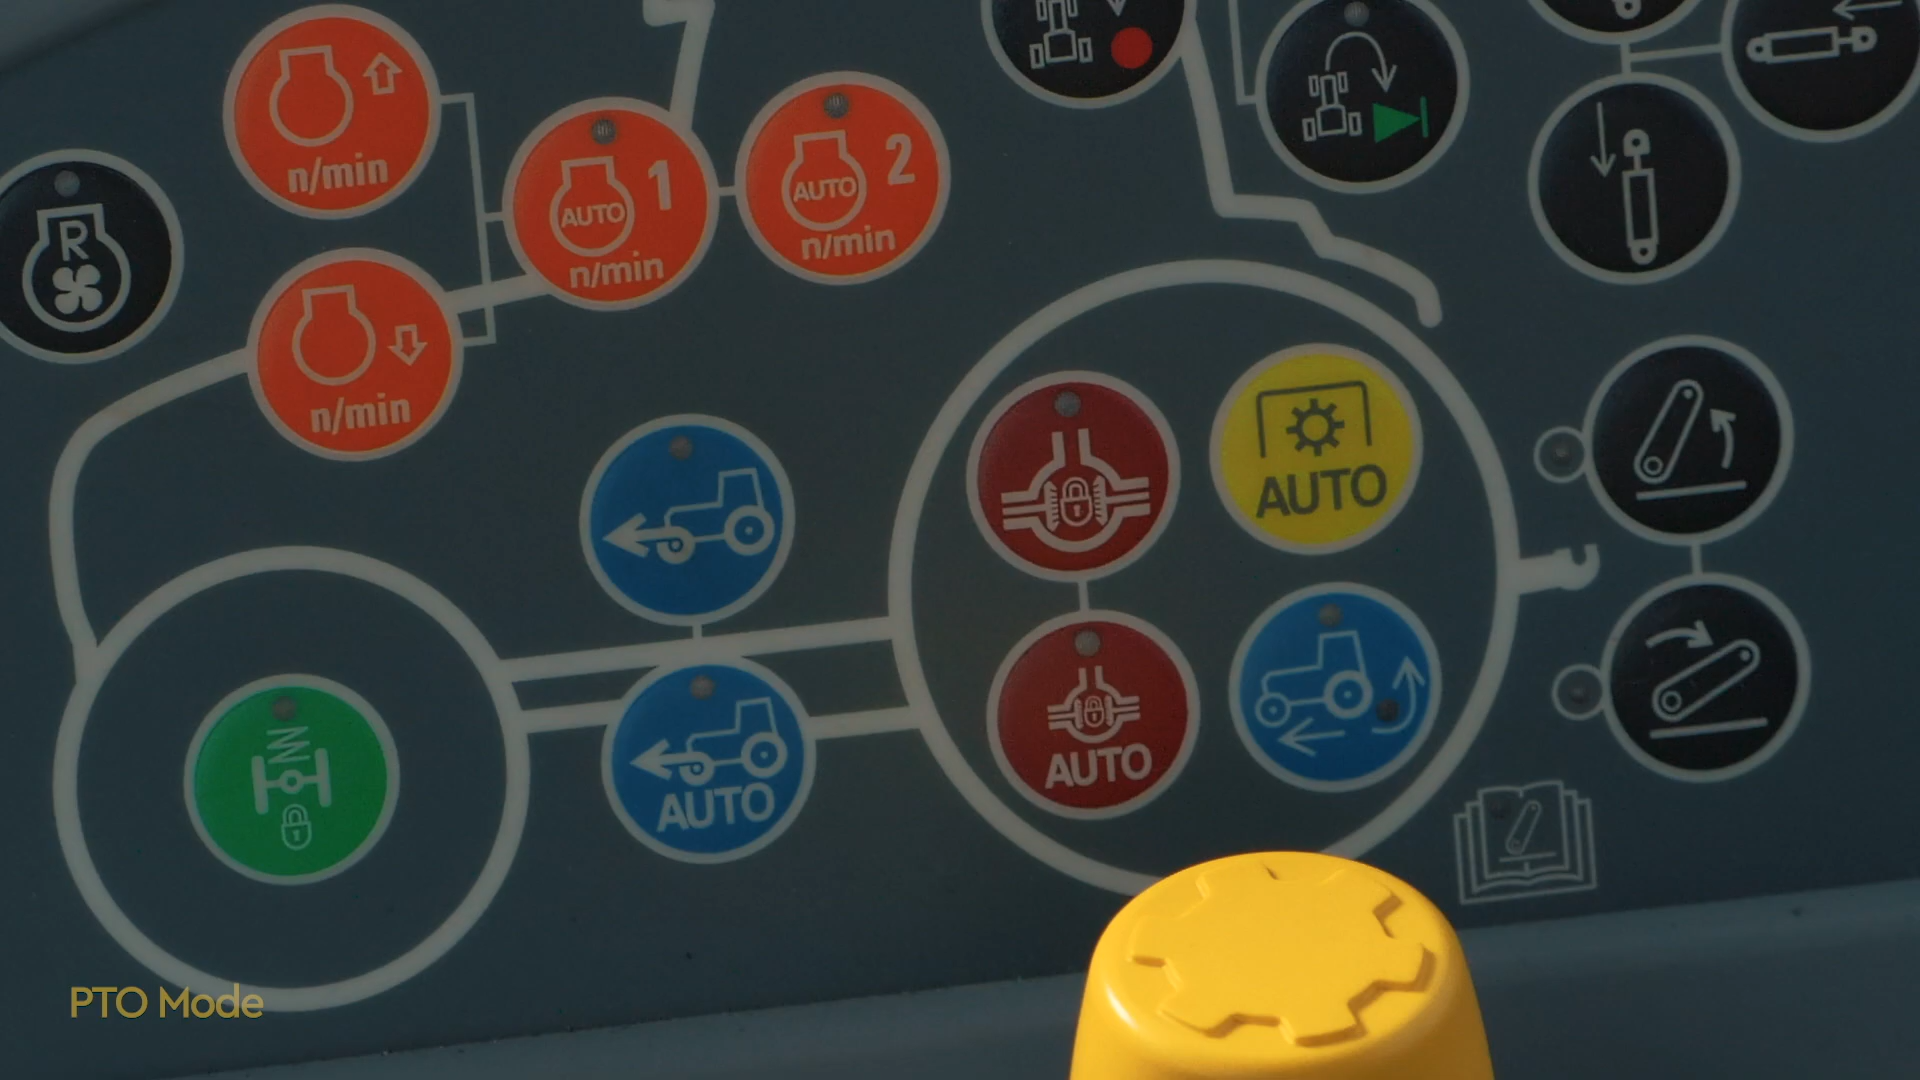 n/min
R
AUTO 1
n/min
AUTO 2
n/min
n/min
AUTO
AUTO
AUTO
PTO Mode